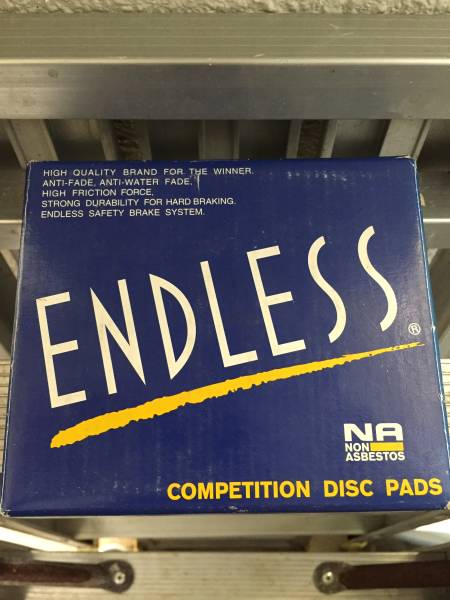 HIGH QUALITY BRAND FOR THE WINNER.
ANTI-FADE, ANTI-WATER FADE,
HIGH FRICTION FORCE,
STRONG DURABILITY FOR HARD BRAKING.
ENDLESS SAFETY BRAKE SYSTEM.
ENDLESS®
NA
NON
ASBESTOS
COMPETITION DISC PADS